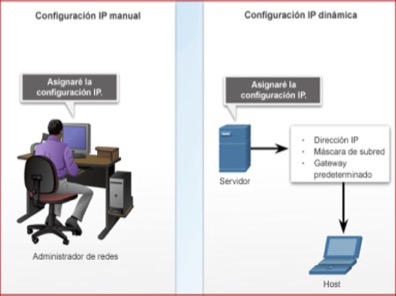 Configuración IP manual
Asignaré la
configuración IP.
Administrador de redes
Configuración IP dinámica
Asignaré la
configuración IP.
Servidor
• Dirección IP
• Máscara de subred
• Gateway
predeterminado
Host